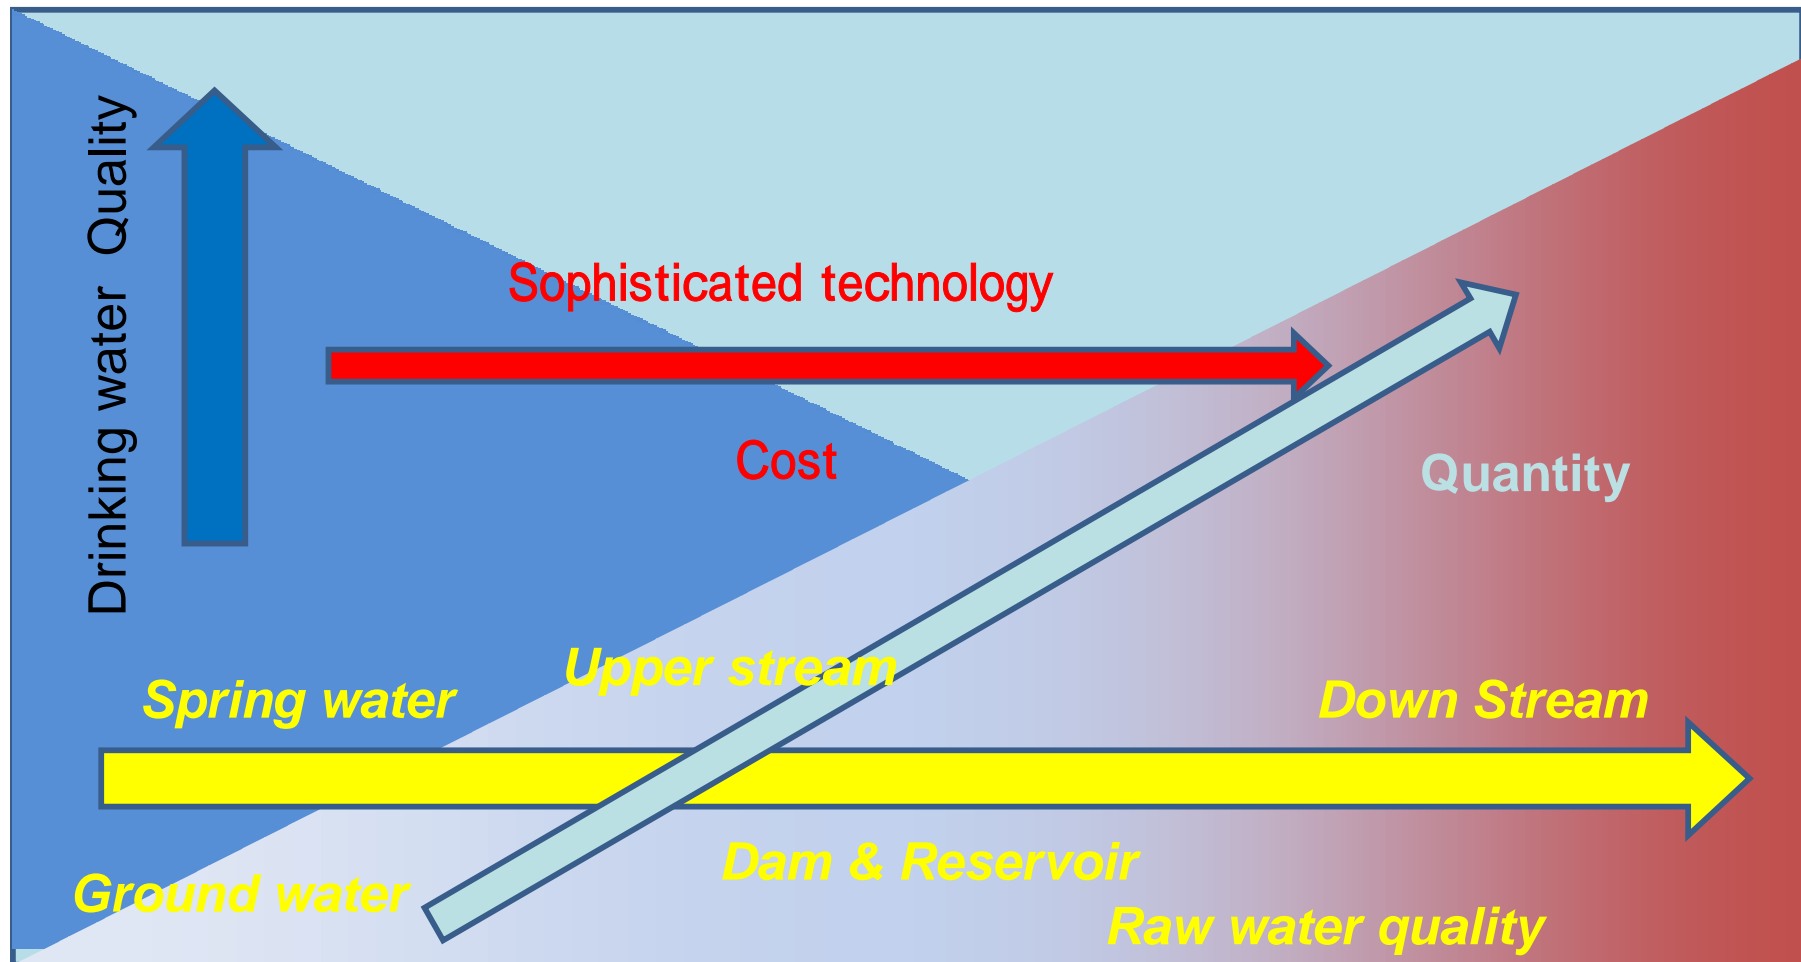 Drinking water Quality
Sophisticated technology
Cost
Quantity
Upper stream
Spring water
Down Stream
Dam & Reservoir
Ground water
Raw water quality